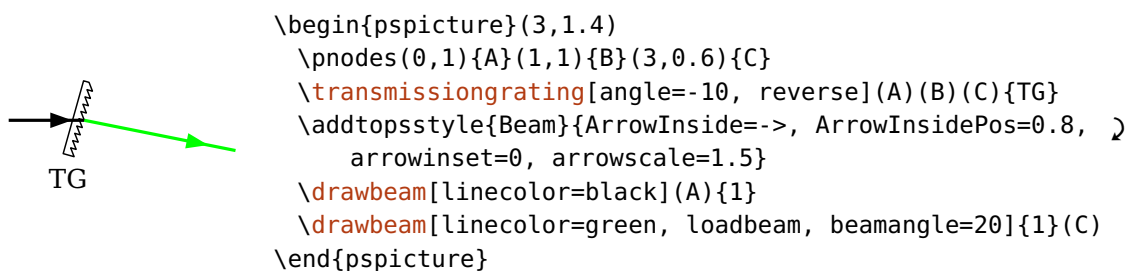 \begin{pspicture}(3,1.4)
\pnodes(0,1){A}(1,1){B}(3,0.6){C}
\transmissiongrating[angle=-10, reverse](A)(B)(C){TG}
\addtopsstyle{Beam}{ArrowInside=->, ArrowInsidePos=0.8,
arrowinset=0, arrowscale=1.5}
\drawbeam[linecolor=black](A){1}
\drawbeam[linecolor=green, loadbeam, beamangle=20]{1}(C)
\end{pspicture}
TG